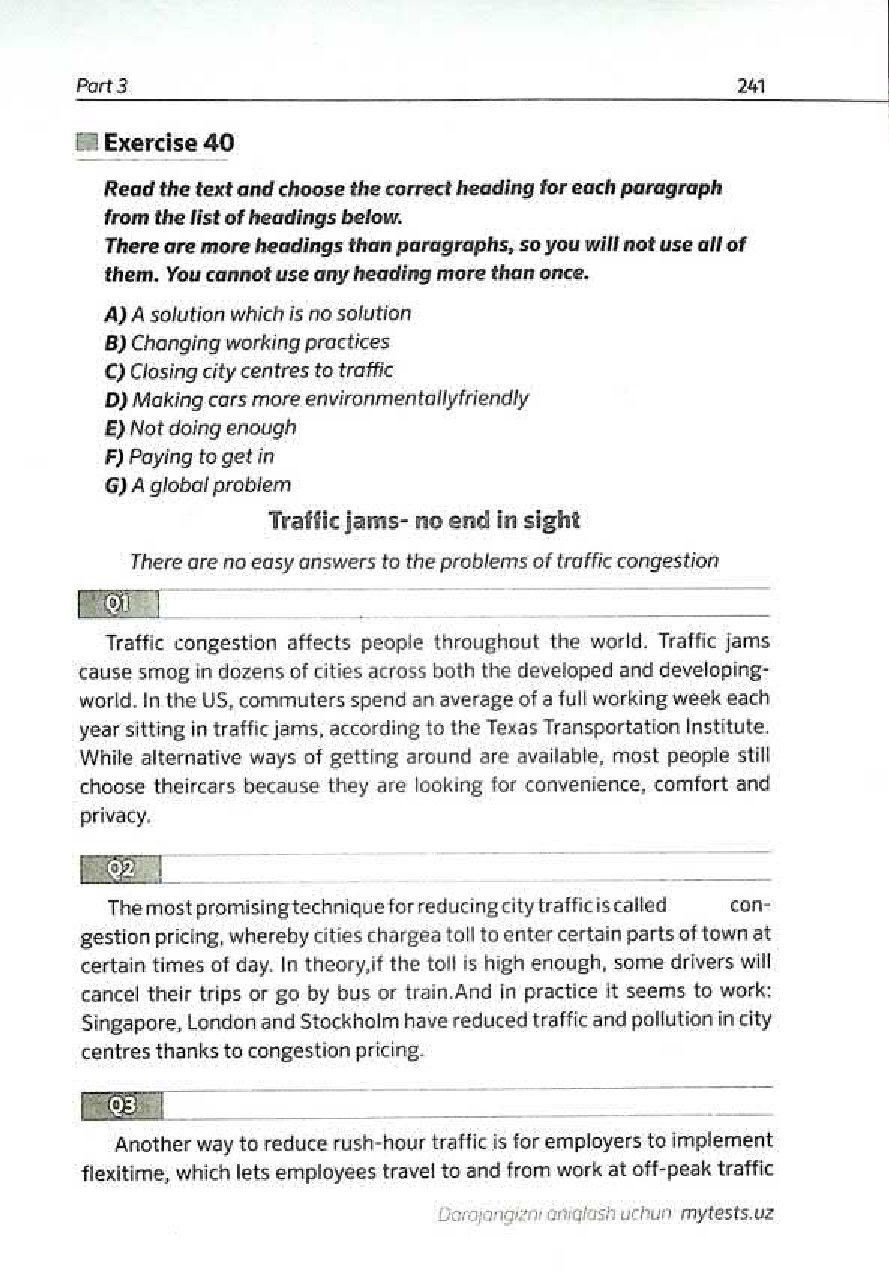 Part 3
241
Exercise 40
Read the text and choose the correct heading for each paragraph
from the list of headings below.
There are more headings than paragraphs, so you will not use all of
them. You cannot use any heading more than once.
A) A solution which is no solution
B) Changing working practices
C) Closing city centres to traffic
D) Making cars more environmentallyfriendly
E) Not doing enough
F) Paying to get in
G) A global problem
Traffic jams- no end in sight
There are no easy answers to the problems of traffic congestion
Q1
Traffic congestion affects people throughout the world. Traffic jams
cause smog in dozens of cities across both the developed and developing-
world. In the US, commuters spend an average of a full working week each
year sitting in traffic jams, according to the Texas Transportation Institute.
While alternative ways of getting around are available, most people still
choose theircars because they are looking for convenience, comfort and
privacy.
Q2
The most promising technique for reducing city traffic is called con-
gestion pricing, whereby cities chargea toll to enter certain parts of town at
certain times of day. In theory,if the toll is high enough, some drivers will
cancel their trips or go by bus or train.And in practice it seems to work:
Singapore, London and Stockholm have reduced traffic and pollution in city
centres thanks to congestion pricing.
Q3
Another way to reduce rush-hour traffic is for employers to implement
flexitime, which lets employees travel to and from work at off-peak traffic
Darajangizni aniqlash uchun mytests.uz